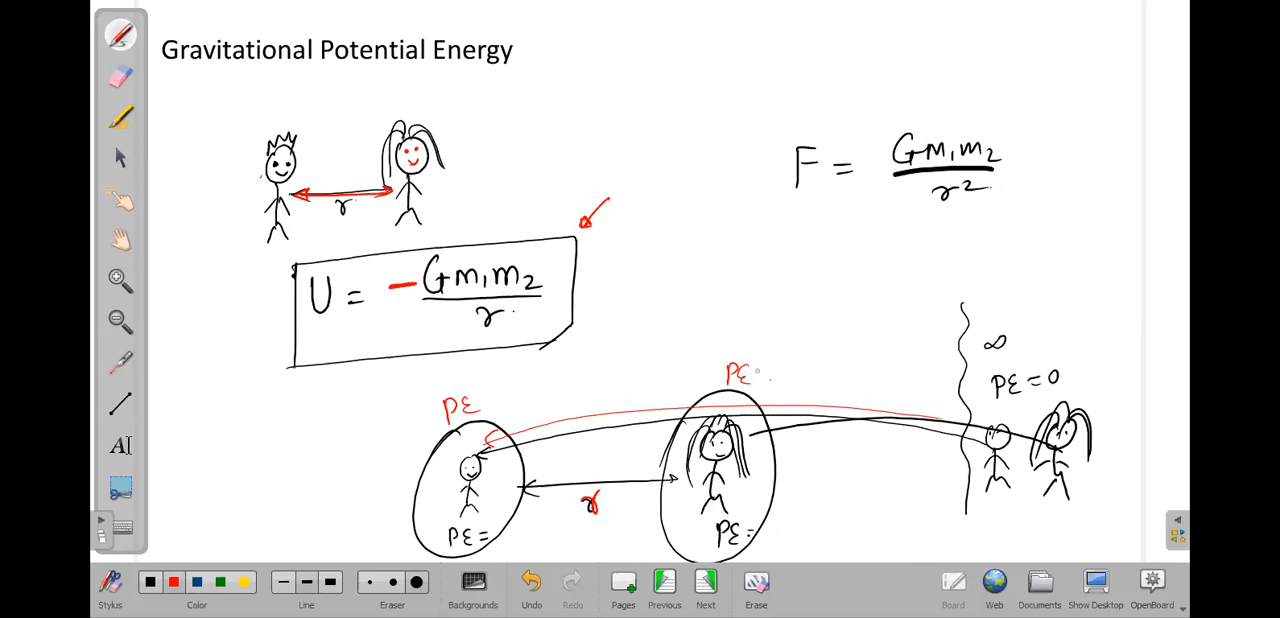 Gravitational Potential Energy
F = Gm₁m₂
r²
r
U = - Gm₁m₂
r
∞
PE = 0
PE
PE
r
PE =
PE =
A
Stylus
Color
Line
Eraser
Backgrounds
Undo
Redo
Pages
Previous
Next
Erase
Board
Web
Documents
Show Desktop
OpenBoard